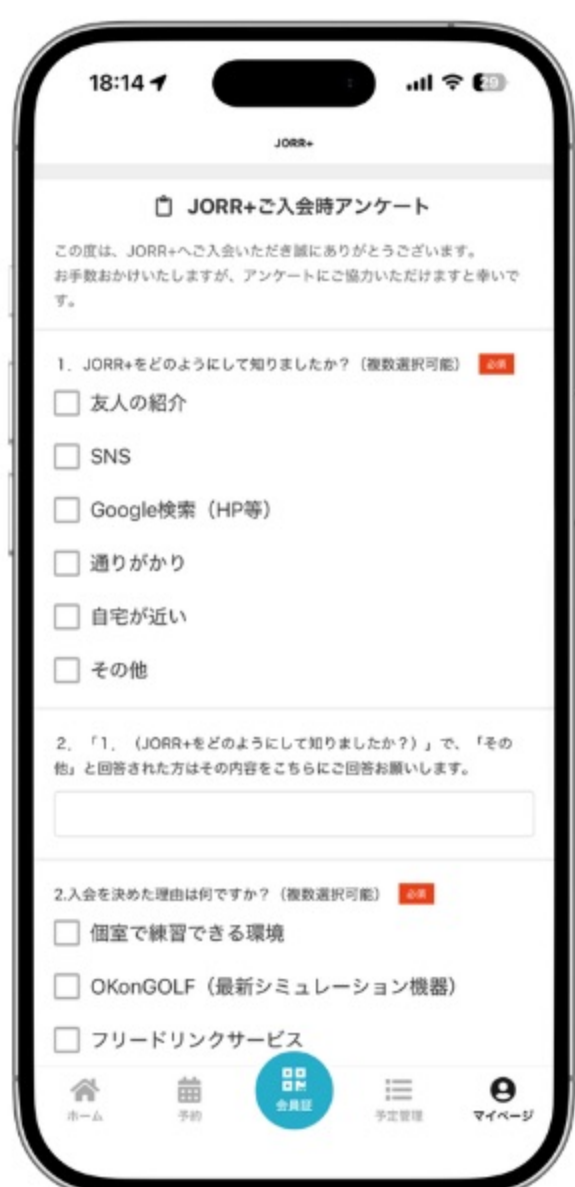 18:14
29
JORR+
JORR+ご入会時アンケート
この度は、JORR+へご入会いただき誠にありがとうございます。
お手数おかけいたしますが、アンケートにご協力いただけますと幸いで
す。
1．JORR+をどのようにして知りましたか？（複数選択可能） 必須
友人の紹介
SNS
Google検索（HP等）
通りがかり
自宅が近い
その他
2．「1．（JORR+をどのようにして知りましたか？）」で、「その
他」と回答された方はその内容をこちらにご回答お願いします。
2.入会を決めた理由は何ですか？（複数選択可能） 必須
個室で練習できる環境
OKonGOLF（最新シミュレーション機器）
フリードリンクサービス
ホーム 予約 会員証 予定管理 マイページ